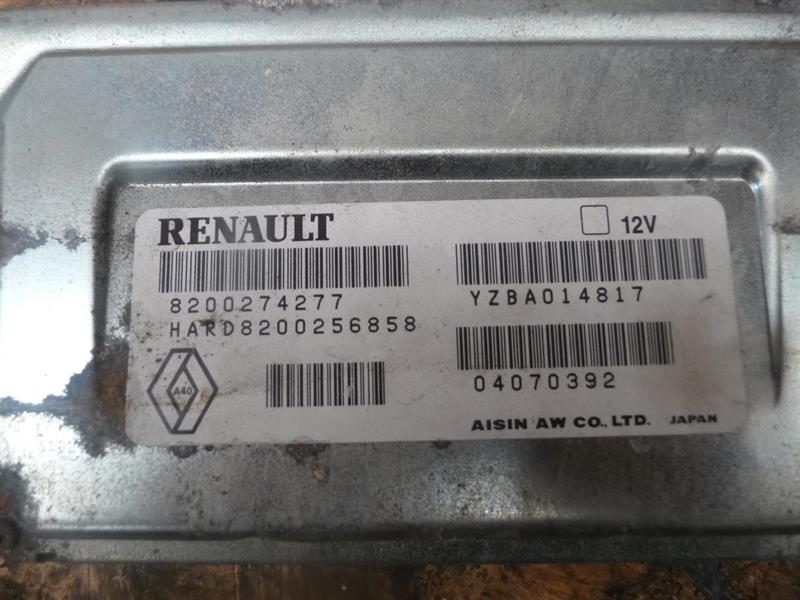 RENAULT
12V
8200274277
YZBA014817
HARD8200256858
A40
04070392
AISIN AW CO., LTD. JAPAN